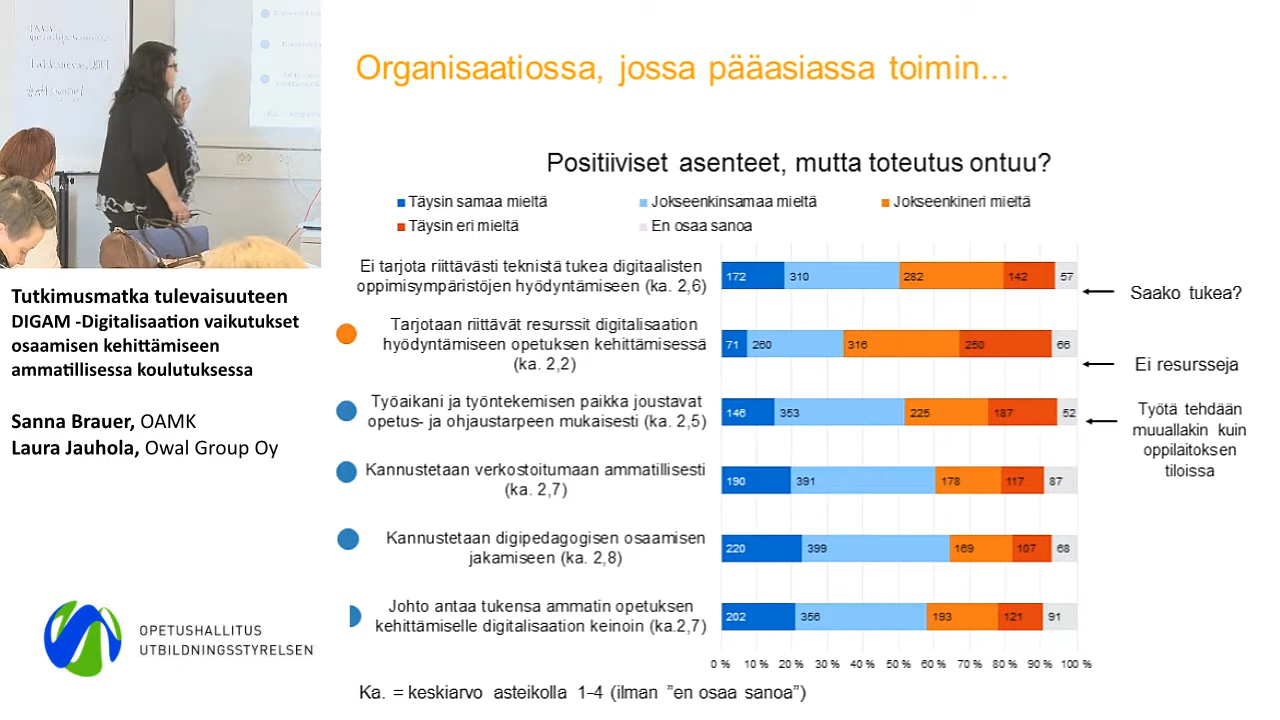 Organisaatiossa, jossa pääasiassa toimin...
Positiiviset asenteet, mutta toteutus ontuu?
Täysin samaa mieltä
Jokseenkinsamaa mieltä
Jokseenkineri mieltä
Täysin eri mieltä
En osaa sanoa
Ei tarjota riittävästi teknistä tukea digitaalisten
oppimisympäristöjen hyödyntämiseen (ka. 2,6)
172 310 282 142 57
Saako tukea?
Tarjotaan riittävät resurssit digitalisaation
hyödyntämiseen opetuksen kehittämisessä
(ka. 2,2)
71 260 316 250 66
Ei resursseja
Työaikani ja työntekemisen paikka joustavat
opetus- ja ohjaustarpeen mukaisesti (ka. 2,5)
146 353 225 187 52
Työtä tehdään
muuallakin kuin
oppilaitoksen
tiloissa
Kannustetaan verkostoitumaan ammatillisesti
(ka. 2,7)
190 391 178 117 87
Kannustetaan digipedagogisen osaamisen
jakamiseen (ka. 2,8)
220 399 169 107 68
Johto antaa tukensa ammatin opetuksen
kehittämiselle digitalisaation keinoin (ka.2,7)
202 356 193 121 91
0 % 10 % 20 % 30 % 40 % 50 % 60 % 70 % 80 % 90 % 100 %
Ka. = keskiarvo asteikolla 1-4 (ilman ”en osaa sanoa”)
Tutkimusmatka tulevaisuuteen
DIGAM -Digitalisaation vaikutukset
osaamisen kehittämiseen
ammatillisessa koulutuksessa
Sanna Brauer, OAMK
Laura Jauhola, Owal Group Oy
OPETUSHALLITUS
UTBILDNINGSSTYRELSEN